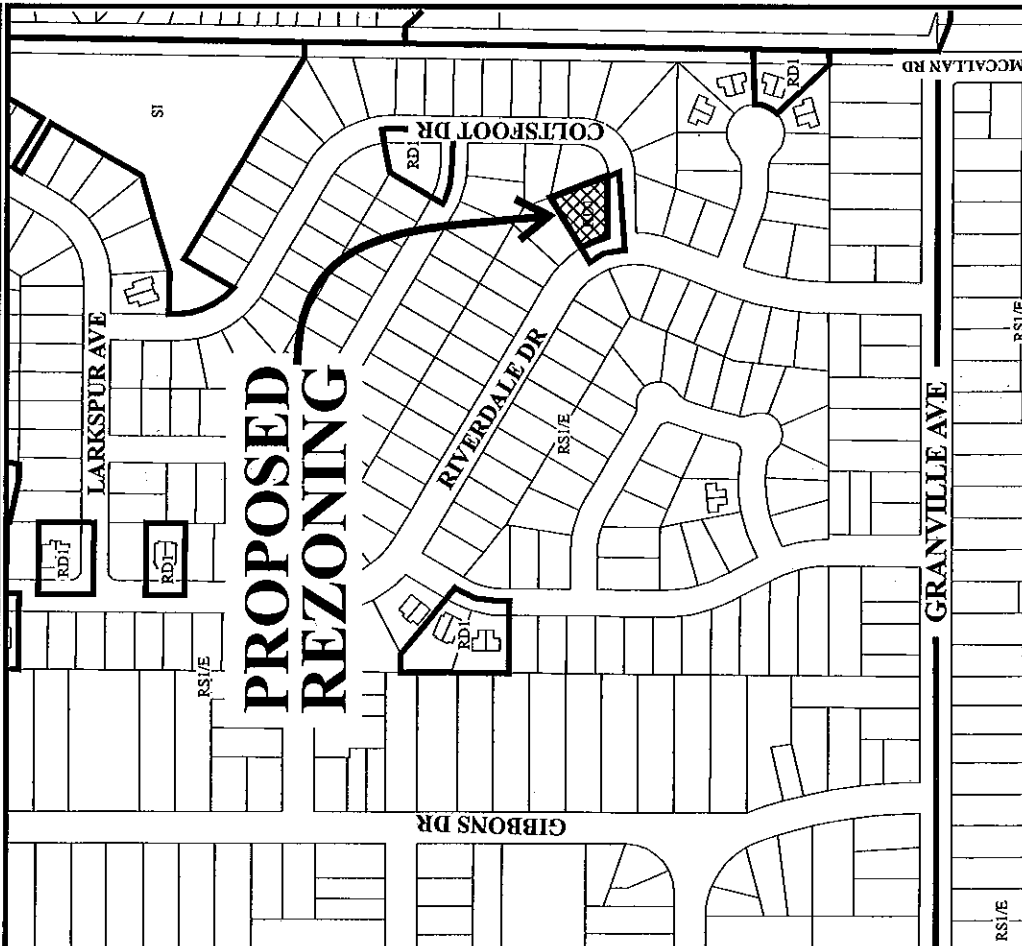 MCCALLAN RD
RD1
SI
COLTSFOOT DR
RD1
LARKSPUR AVE
PROPOSED
REZONING
RIVERDALE DR
RS1/E
RS1/E
GRANVILLE AVE
RD1
RD1
RD1
RS1/E
GIBBONS DR
RS1/E